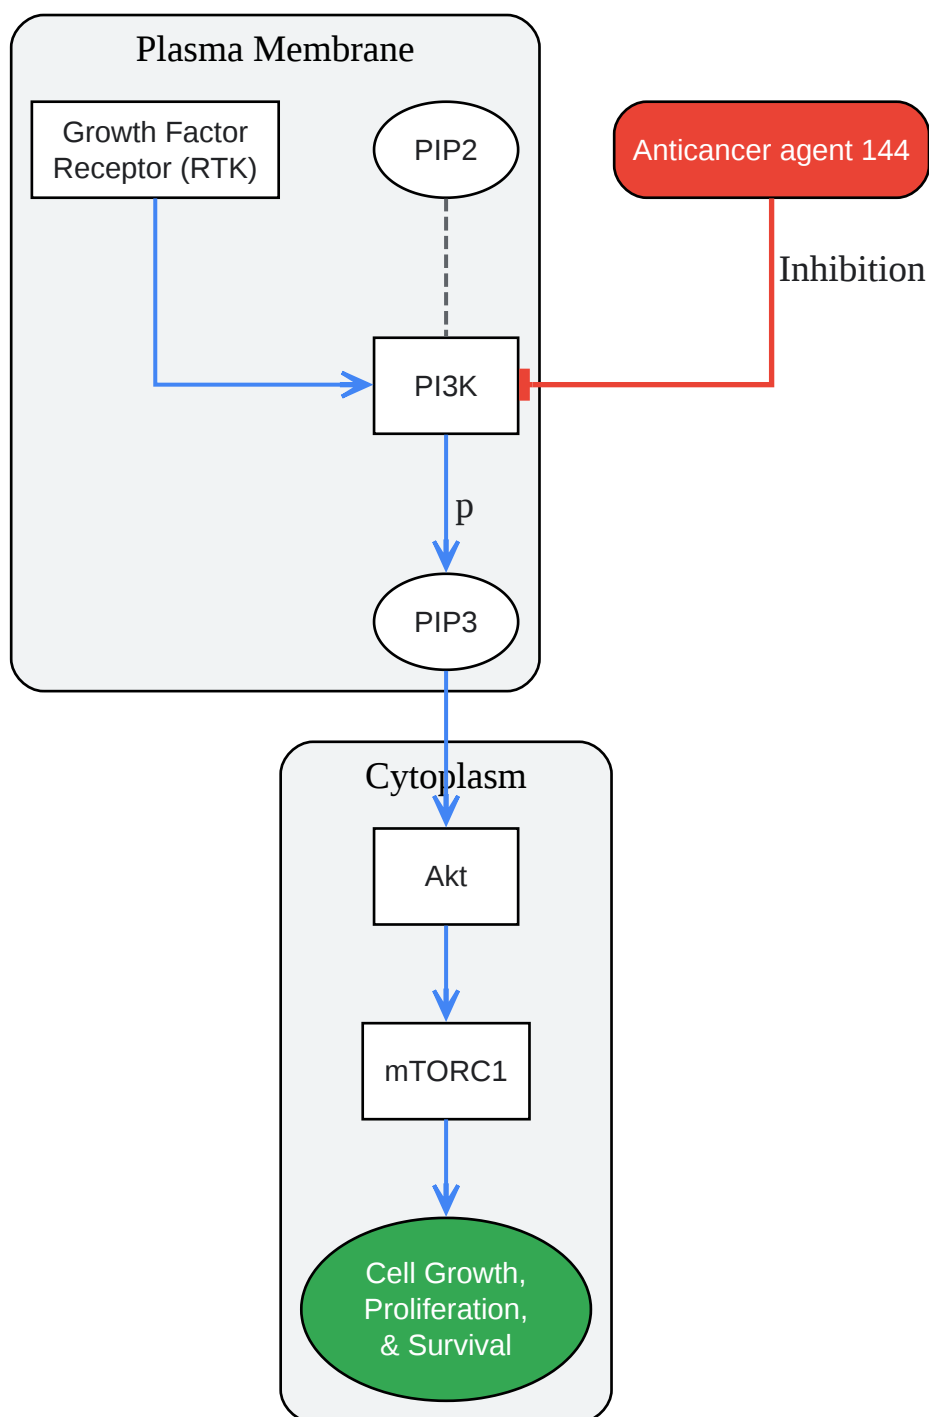 Plasma Membrane
Growth Factor
Receptor (RTK)
PIP2
Anticancer agent 144
Inhibition
PI3K
p
PIP3
Cytoplasm
Akt
mTORC1
Cell Growth,
Proliferation,
& Survival